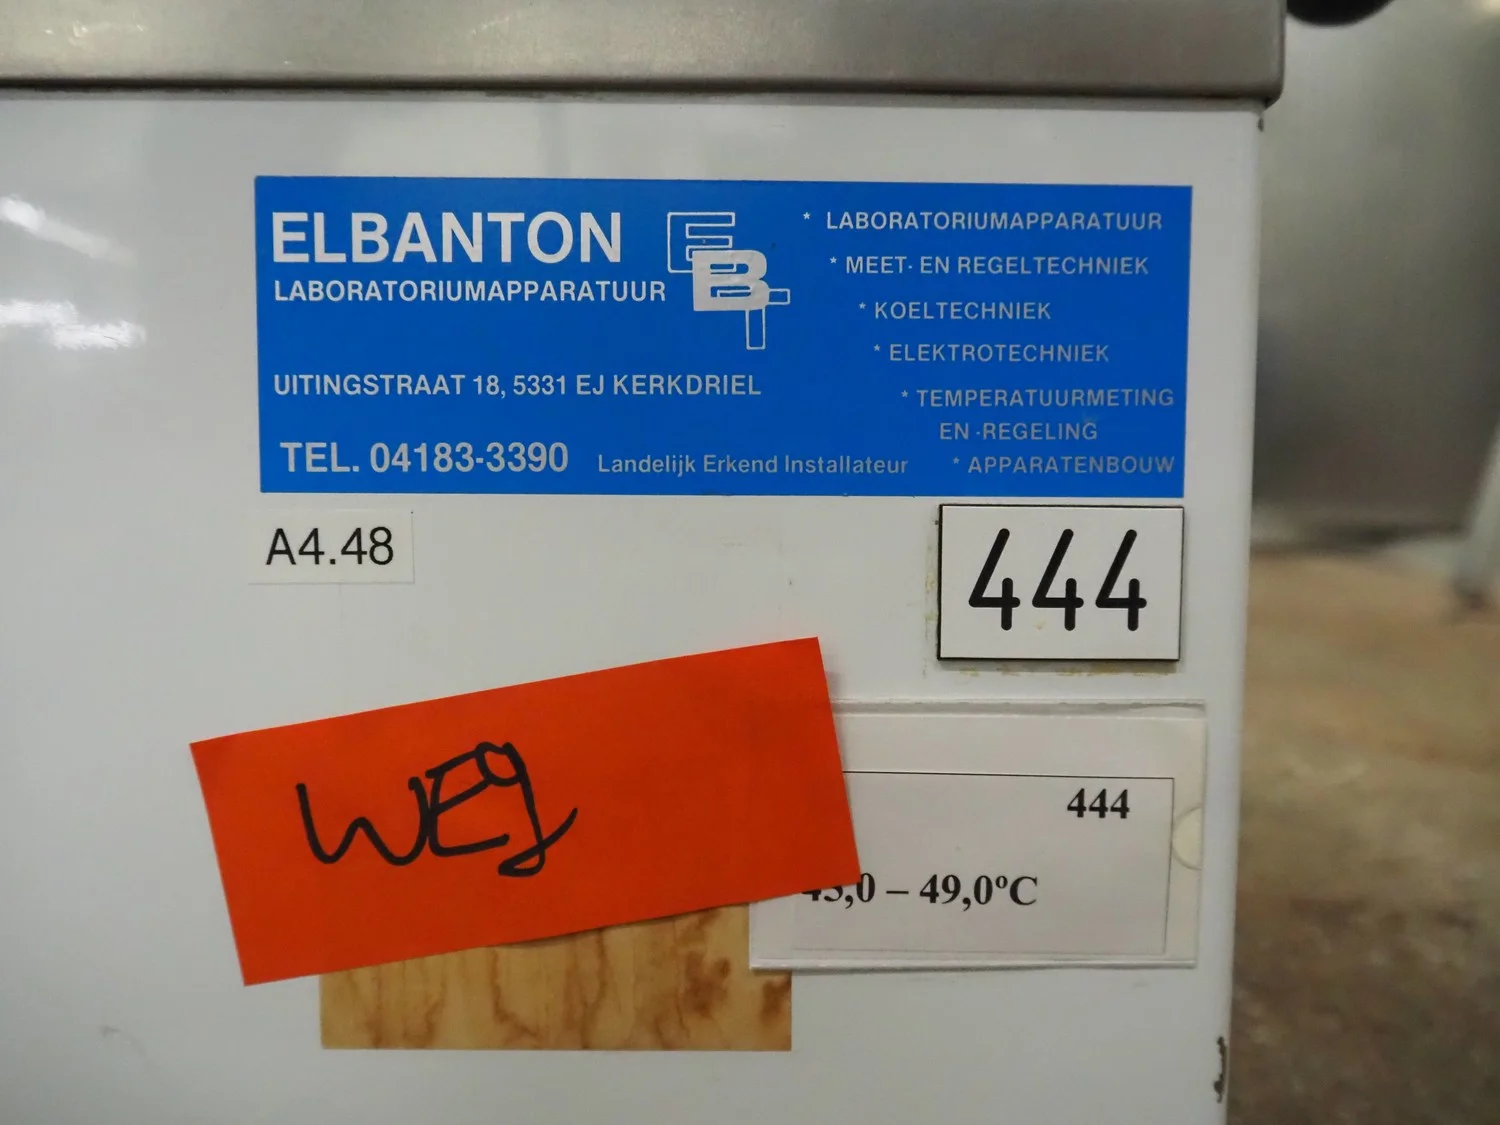 ELBANTON
LABORATORIUMAPPARATUUR
EBT
UITINGSTRAAT 18, 5331 EJ KERKDRIEL
TEL. 04183-3390
Landelijk Erkend Installateur
* LABORATORIUMAPPARATUUR
* MEET- EN REGELTECHNIEK
* KOELTECHNIEK
* ELEKTROTECHNIEK
* TEMPERATUURMETING
EN -REGELING
* APPARATENBOUW
A4.48
444
WEg
444
– 49,0ºC